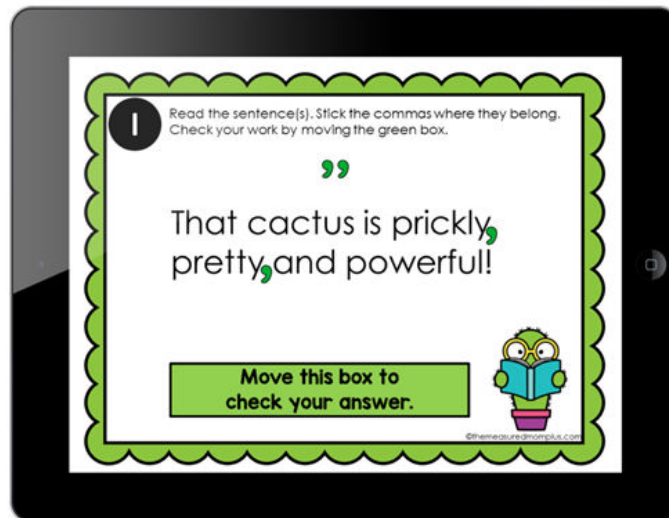 1
Read the sentence(s). Stick the commas where they belong.
Check your work by moving the green box.
,,
That cactus is prickly,
pretty,and powerful!
Move this box to
check your answer.
©themeasuredmomplus.com